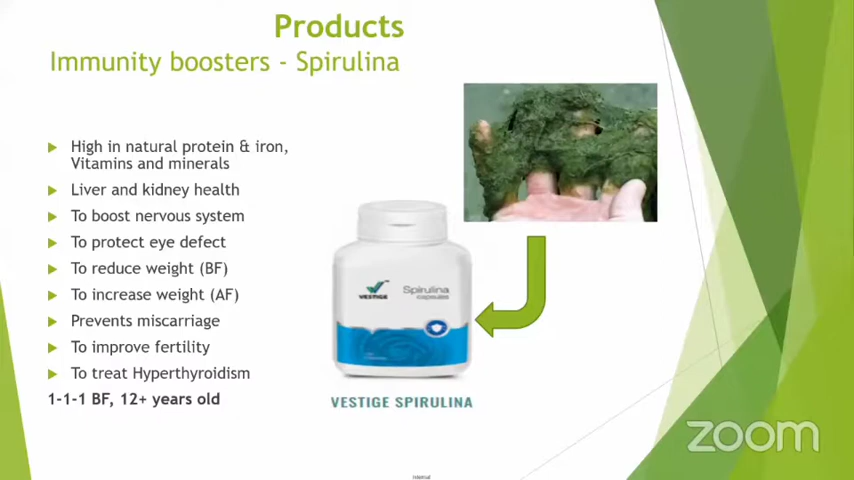 Products
Immunity boosters - Spirulina
High in natural protein & iron,
Vitamins and minerals
Liver and kidney health
To boost nervous system
To protect eye defect
To reduce weight (BF)
To increase weight (AF)
Prevents miscarriage
To improve fertility
To treat Hyperthyroidism
1-1-1 BF, 12+ years old
VESTIGE
Spirulina
capsules
VESTIGE SPIRULINA
zoom
Internal